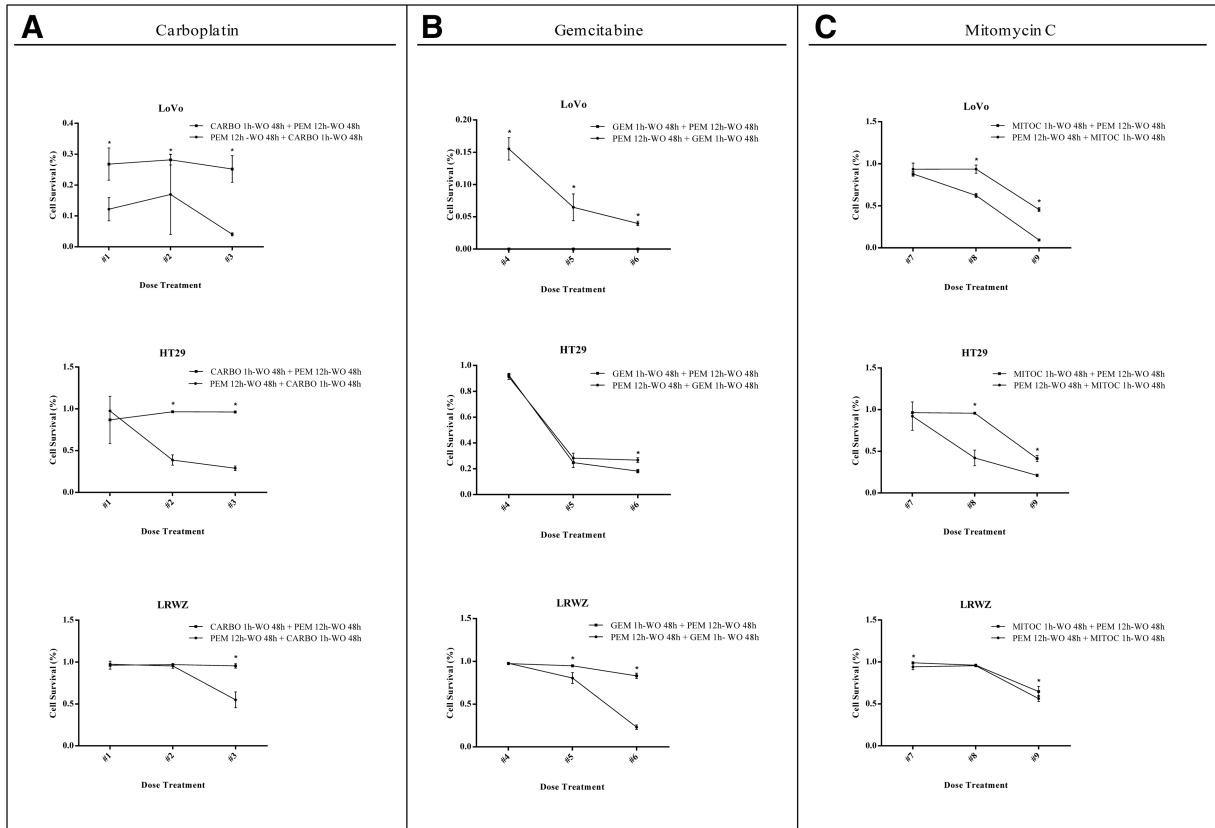 A
Carboplatin
LoVo
CARBO 1h-WO 48h + PEM 12h-WO 48h
PEM 12h -WO 48h + CARBO 1h-WO 48h
*
*
*
Cell Survival (%)
0.4
0.3
0.2
0.1
0.0
#1
#2
#3
Dose Treatment
HT29
CARBO 1h-WO 48h + PEM 12h-WO 48h
PEM 12h-WO 48h + CARBO 1h-WO 48h
*
*
Cell Survival (%)
1.5
1.0
0.5
0.0
#1
#2
#3
Dose Treatment
LRWZ
CARBO 1h-WO 48h + PEM 12h-WO 48h
PEM 12h-WO 48h + CARBO 1h-WO 48h
*
Cell Survival (%)
1.5
1.0
0.5
0.0
#1
#2
#3
Dose Treatment
B
Gemcitabine
LoVo
GEM 1h-WO 48h + PEM 12h-WO 48h
PEM 12h-WO 48h + GEM 1h-WO 48h
*
*
*
Cell Survival (%)
0.20
0.15
0.10
0.05
0.00
#4
#5
#6
Dose Treatment
HT29
GEM 1h-WO 48h + PEM 12h-WO 48h
PEM 12h-WO 48h + GEM 1h-WO 48h
*
Cell Survival (%)
1.0
0.8
0.6
0.4
0.2
0.0
#4
#5
#6
Dose Treatment
LRWZ
GEM 1h-WO 48h + PEM 12h-WO 48h
PEM 12h-WO 48h + GEM 1h- WO 48h
*
*
Cell Survival (%)
1.5
1.0
0.5
0.0
#4
#5
#6
Dose Treatment
C
Mitomycin C
LoVo
MITOC 1h-WO 48h + PEM 12h-WO 48h
PEM 12h-WO 48h + MITOC 1h-WO 48h
*
*
Cell Survival (%)
1.5
1.0
0.5
0.0
#7
#8
#9
Dose Treatment
HT29
MITOC 1h-WO 48h + PEM 12h-WO 48h
PEM 12h-WO 48h + MITOC 1h-WO 48h
*
*
Cell Survival (%)
1.5
1.0
0.5
0.0
#7
#8
#9
Dose Treatment
LRWZ
MITOC 1h-WO 48h + PEM 12h-WO 48h
PEM 12h-WO 48h + MITOC 1h-WO 48h
*
*
Cell Survival (%)
1.5
1.0
0.5
0.0
#7
#8
#9
Dose Treatment